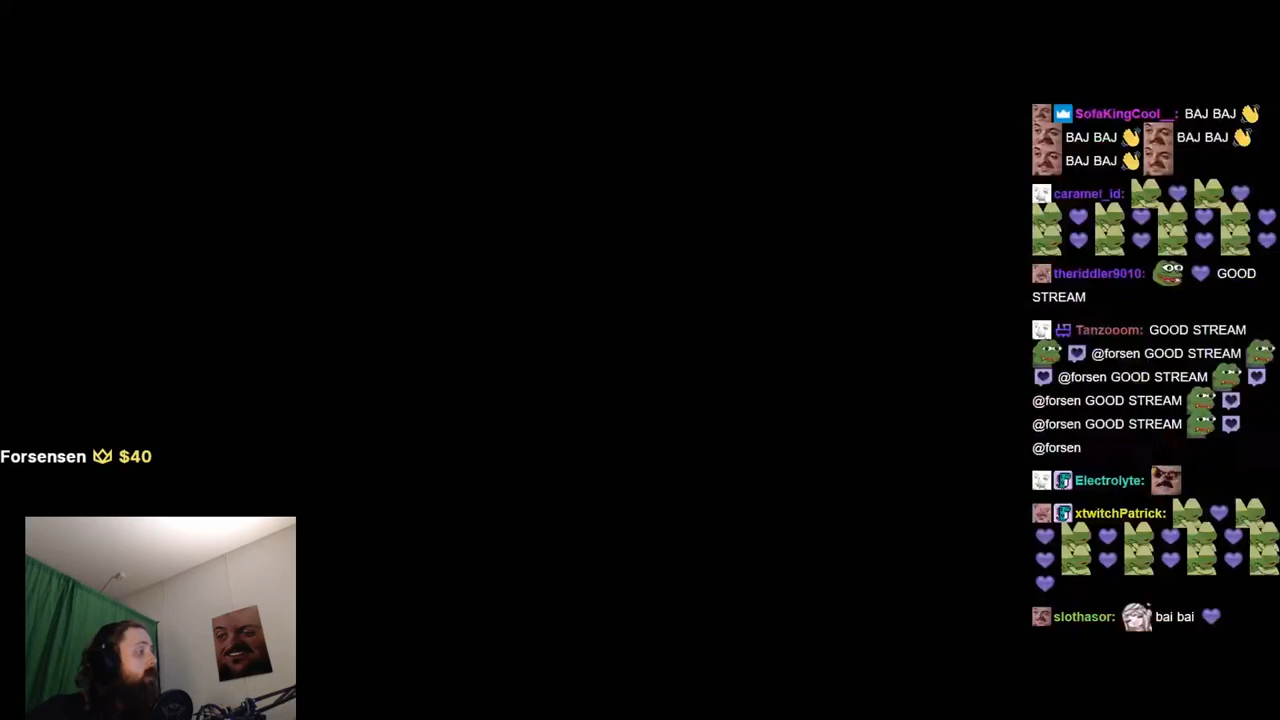 SofaKingCool__: BAJ BAJ
BAJ BAJ BAJ BAJ
BAJ BAJ
caramel_id:
theriddler9010: GOOD
STREAM
Tanzooom: GOOD STREAM
@forsen GOOD STREAM
@forsen GOOD STREAM
@forsen GOOD STREAM
@forsen GOOD STREAM
@forsen
Forsensen $40
Electrolyte:
xtwitchPatrick:
slothasor: bai bai